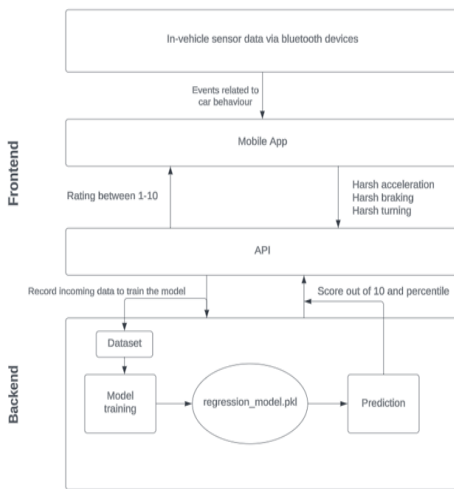 In-vehicle sensor data via bluetooth devices
Events related to
car behaviour
Frontend
Mobile App
Rating between 1-10
Harsh acceleration
Harsh braking
Harsh turning
API
Record incoming data to train the model
Score out of 10 and percentile
Backend
Dataset
Model
training
regression_model.pkl
Prediction